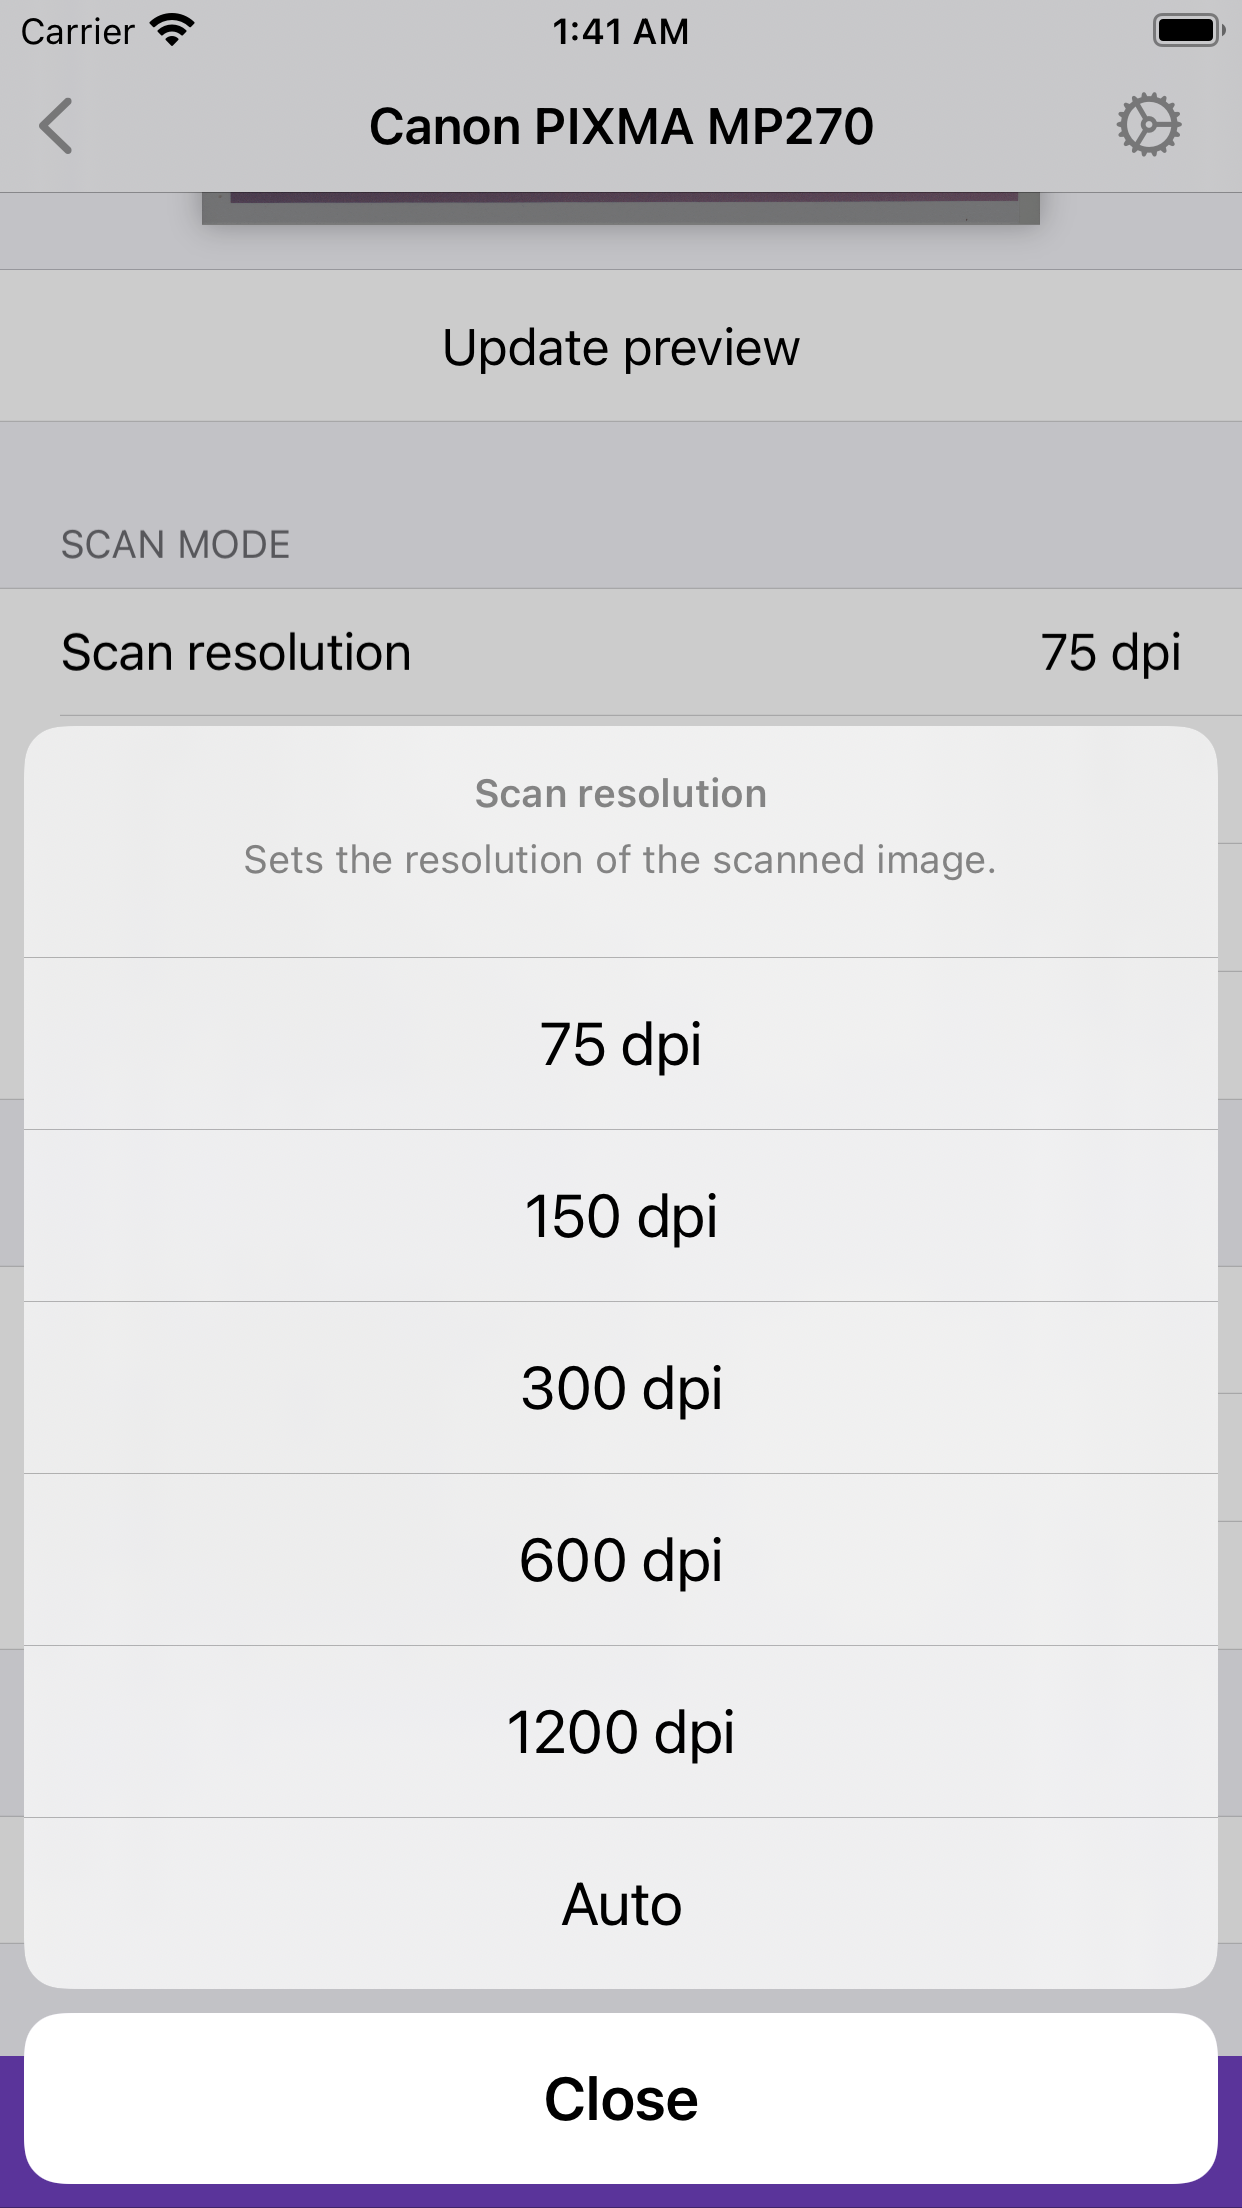 Carrier
1:41 AM
Canon PIXMA MP270
Update preview
SCAN MODE
Scan resolution 75 dpi
Scan resolution
Sets the resolution of the scanned image.
75 dpi
150 dpi
300 dpi
600 dpi
1200 dpi
Auto
Close